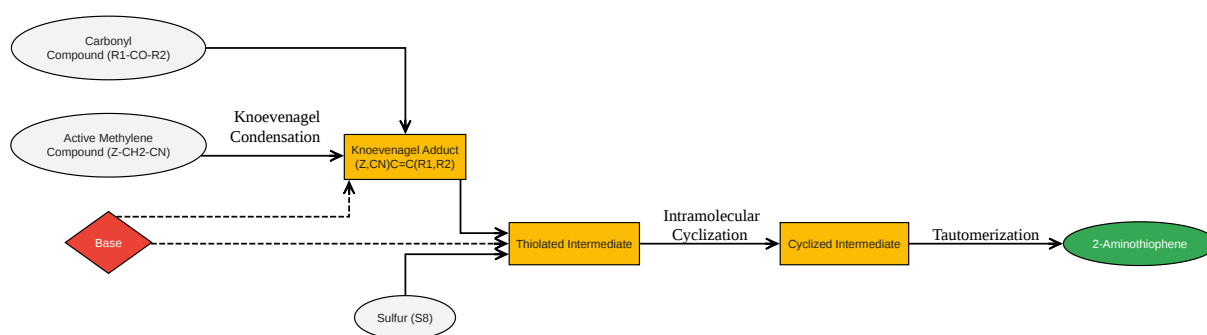 Carbonyl
Compound (R1-CO-R2)
Knoevenagel
Condensation
Active Methylene
Compound (Z-CH2-CN)
Knoevenagel Adduct
(Z,CN)C=C(R1,R2)
Base
Thiolated Intermediate
Intramolecular
Cyclization
Cyclized Intermediate
Tautomerization
2-Aminothiophene
Sulfur (S8)